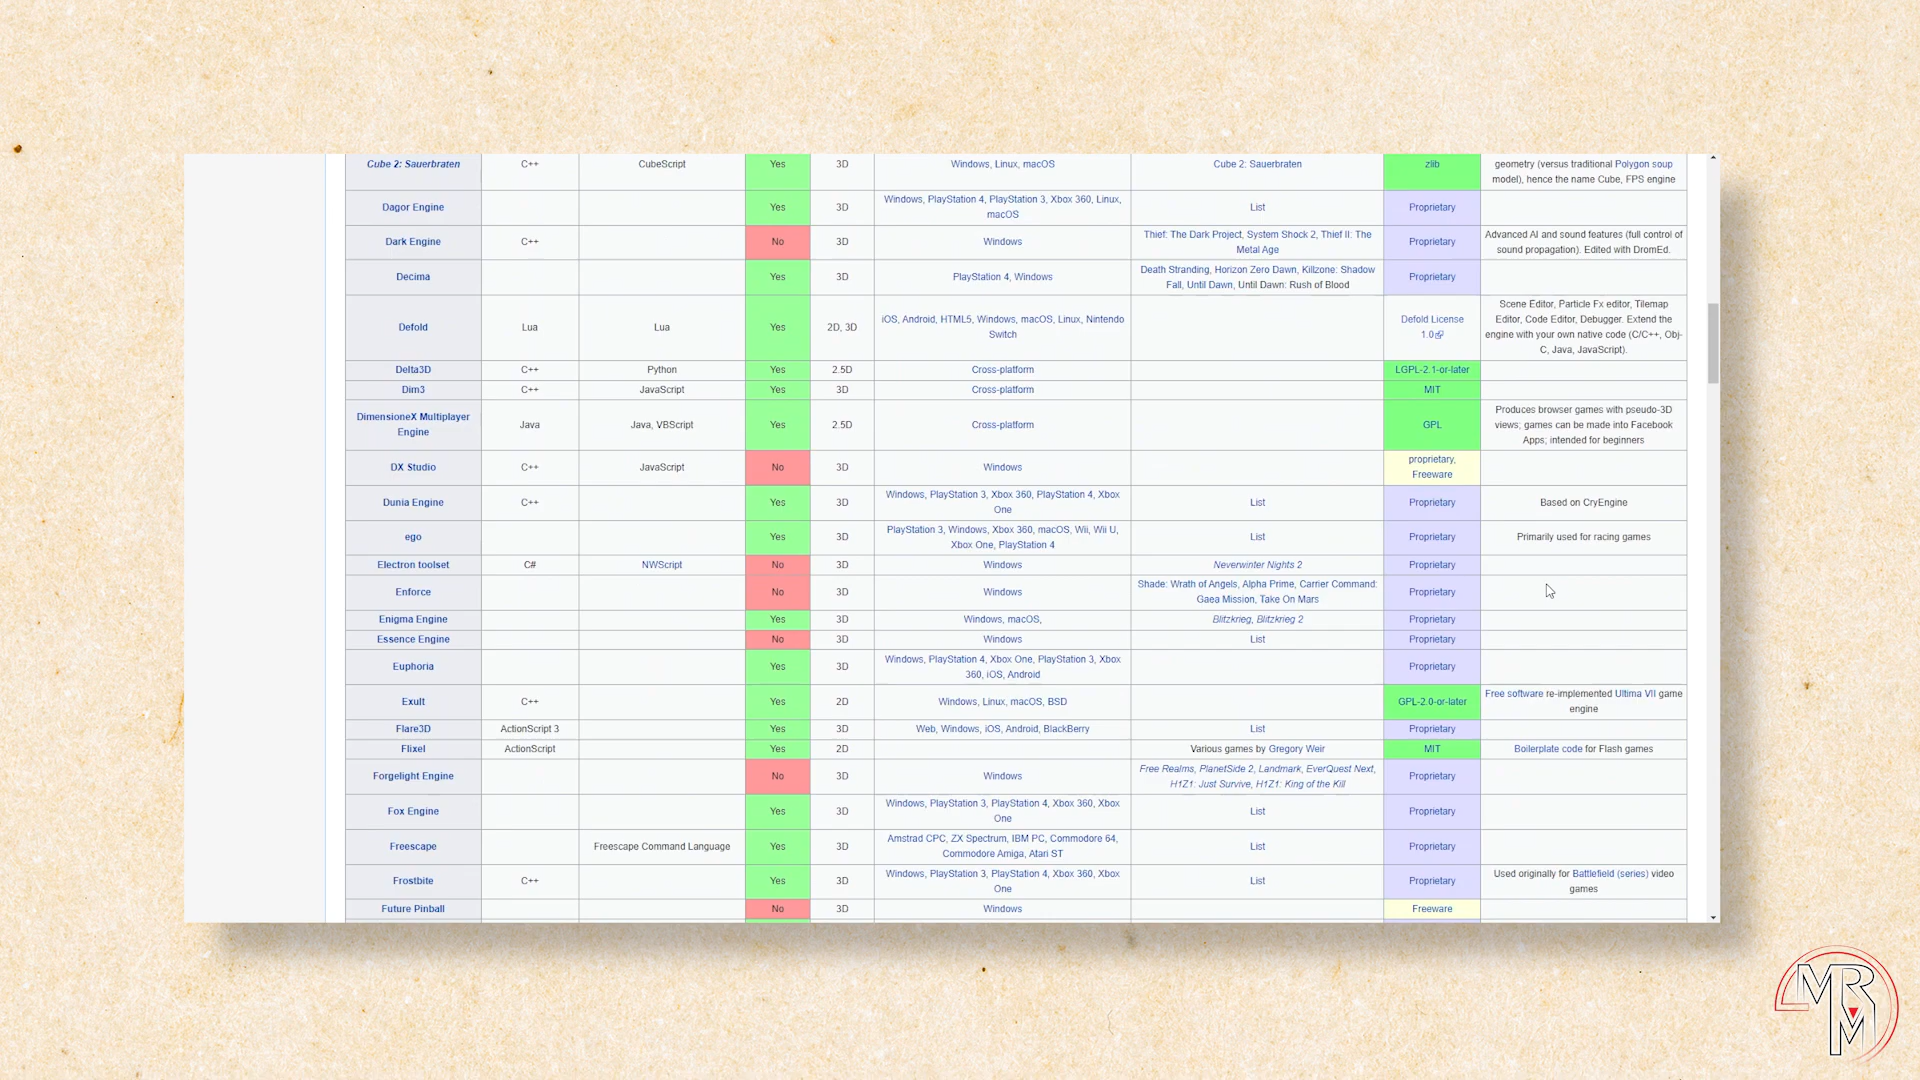 Cube 2: Sauerbraten C++ CubeScript Yes 3D Windows, Linux, macOS Cube 2: Sauerbraten zlib geometry (versus traditional Polygon soup
model), hence the name Cube, FPS engine
Dagor Engine Yes 3D Windows, PlayStation 4, PlayStation 3, Xbox 360, Linux,
macOS List Proprietary
Dark Engine C++ No 3D Windows Thief: The Dark Project, System Shock 2, Thief II: The
Metal Age Proprietary Advanced AI and sound features (full control of
sound propagation). Edited with DromEd.
Decima Yes 3D PlayStation 4, Windows Death Stranding, Horizon Zero Dawn, Killzone: Shadow
Fall, Until Dawn, Until Dawn: Rush of Blood Proprietary
Defold Lua Lua Yes 2D, 3D iOS, Android, HTML5, Windows, macOS, Linux, Nintendo
Switch Defold License
1.0 Scene Editor, Particle Fx editor, Tilemap
Editor, Code Editor, Debugger. Extend the
engine with your own native code (C/C++, Obj-
C, Java, JavaScript).
Delta3D C++ Python Yes 2.5D Cross-platform LGPL-2.1-or-later
Dim3 C++ JavaScript Yes 3D Cross-platform MIT
DimensioneX Multiplayer
Engine Java Java, VBScript Yes 2.5D Cross-platform GPL Produces browser games with pseudo-3D
views; games can be made into Facebook
Apps; intended for beginners
DX Studio C++ JavaScript No 3D Windows proprietary,
Freeware
Dunia Engine C++ Yes 3D Windows, PlayStation 3, Xbox 360, PlayStation 4, Xbox
One List Proprietary Based on CryEngine
ego Yes 3D PlayStation 3, Windows, Xbox 360, macOS, Wii, Wii U,
Xbox One, PlayStation 4 List Proprietary Primarily used for racing games
Electron toolset C# NWScript No 3D Windows Neverwinter Nights 2 Proprietary
Enforce No 3D Windows Shade: Wrath of Angels, Alpha Prime, Carrier Command:
Gaea Mission, Take On Mars Proprietary
Enigma Engine Yes 3D Windows, macOS, Blitzkrieg, Blitzkrieg 2 Proprietary
Essence Engine No 3D Windows List Proprietary
Euphoria Yes 3D Windows, PlayStation 4, Xbox One, PlayStation 3, Xbox
360, iOS, Android Proprietary
Exult C++ Yes 2D Windows, Linux, macOS, BSD GPL-2.0-or-later Free software re-implemented Ultima VII game
engine
Flare3D ActionScript 3 Yes 3D Web, Windows, iOS, Android, BlackBerry List Proprietary
Flixel ActionScript Yes 2D Various games by Gregory Weir MIT Boilerplate code for Flash games
Forgelight Engine No 3D Windows Free Realms, PlanetSide 2, Landmark, EverQuest Next,
H1Z1: Just Survive, H1Z1: King of the Kill Proprietary
Fox Engine Yes 3D Windows, PlayStation 3, PlayStation 4, Xbox 360, Xbox
One List Proprietary
Freescape Freescape Command Language Yes 3D Amstrad CPC, ZX Spectrum, IBM PC, Commodore 64,
Commodore Amiga, Atari ST List Proprietary
Frostbite C++ Yes 3D Windows, PlayStation 3, PlayStation 4, Xbox 360, Xbox
One List Proprietary Used originally for Battlefield (series) video
games
Future Pinball No 3D Windows Freeware
MRM